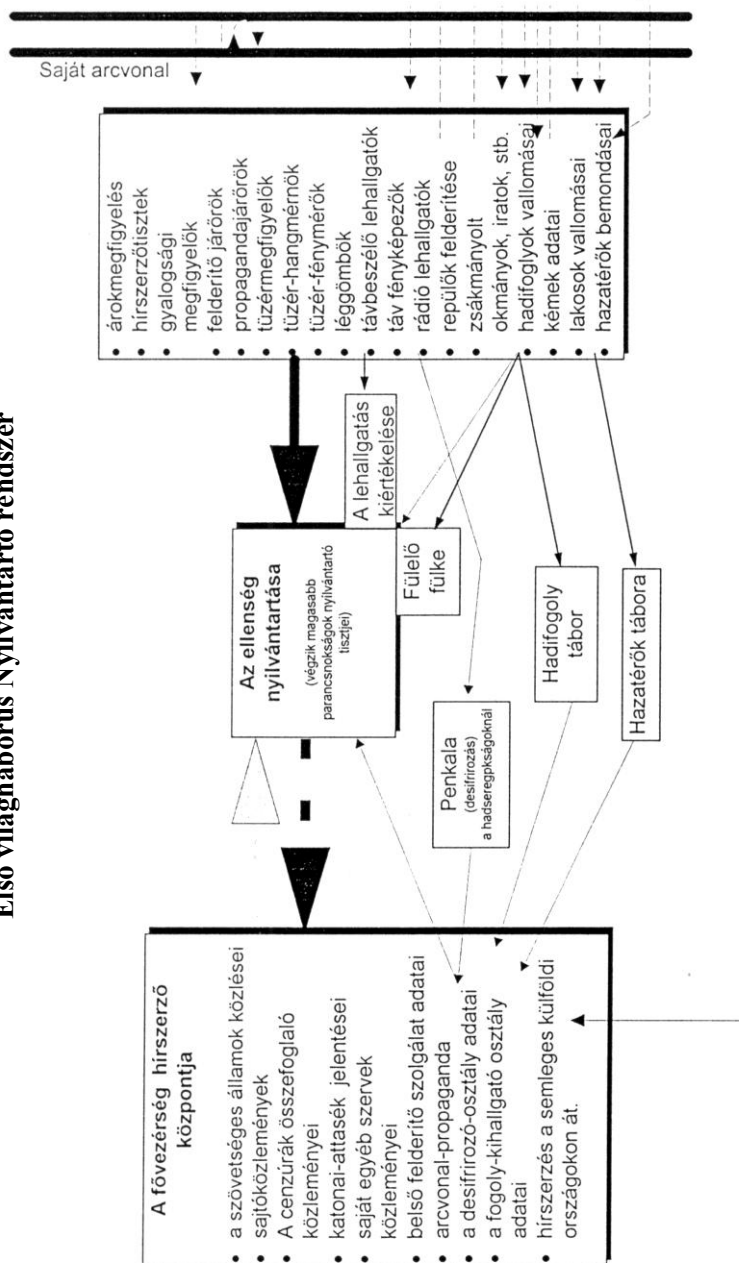 Első Világháborús Nyilvántartó rendszer
Saját arcvonal
• árokmegfigyelés
• hírszerzőtisztek
• gyalogsági
megfigyelők
• felderítő járőrök
• propagandajárőrök
• tüzérmegfigyelők
• tüzér-hangmérnök
• tüzér-fénymérők
• léggömbök
• távbeszélő lehallgatók
• táv fényképezők
• rádió lehallgatók
• repülők felderítése
• zsákmányolt
okmányok, iratok, stb.
• hadifoglyok vallomásai
• kémek adatai
• lakosok vallomásai
• hazatérők bemondásai
Az ellenség
nyilvántartása
(végzik magasabb
parancsnokságok nyilvántartó
tisztjei)
A lehallgatás
kiértékelése
Fülelő
fülke
Penkala
(desifrirozás)
a hadseregpkságoknál
Hadifogoly
tábor
Hazatérők tábora
A fővezérség hírszerző
központja
• a szövetséges államok közlései
• sajtóközlemények
• A cenzúrák összefoglaló
közleményei
• katonai-attasék jelentései
• saját egyéb szervek
közleményei
• belső felderítő szolgálat adatai
• arcvonal-propaganda
• a desifrirozó-osztály adatai
• a fogoly-kihallgató osztály
adatai
• hírszerzés a semleges külföldi
országokon át.